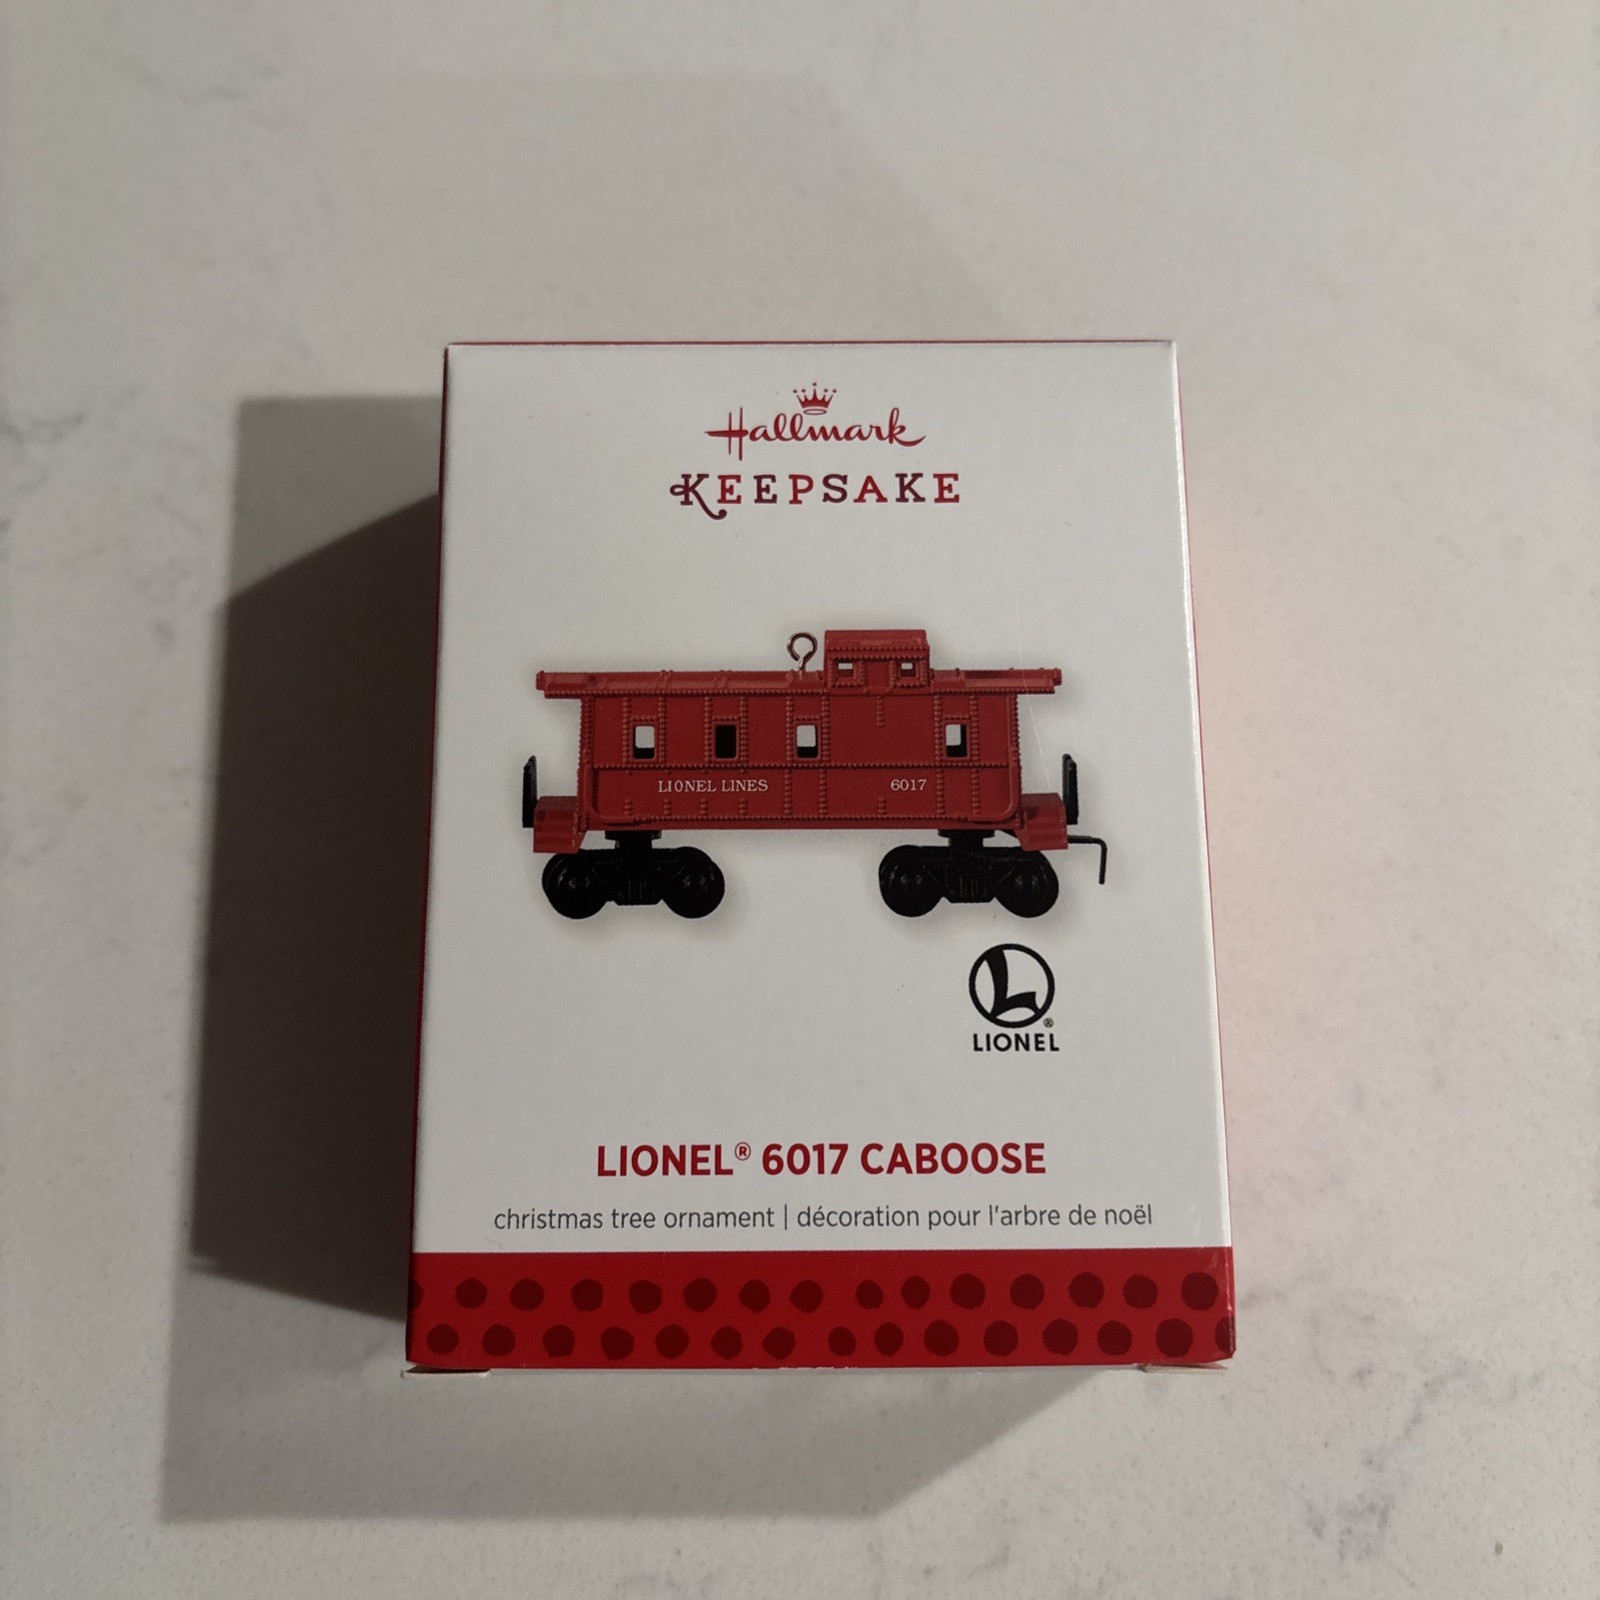 Hallmark
KEEPSAKE
LIONEL LINES 6017
L
®
LIONEL
LIONEL® 6017 CABOOSE
christmas tree ornament | décoration pour l'arbre de noël